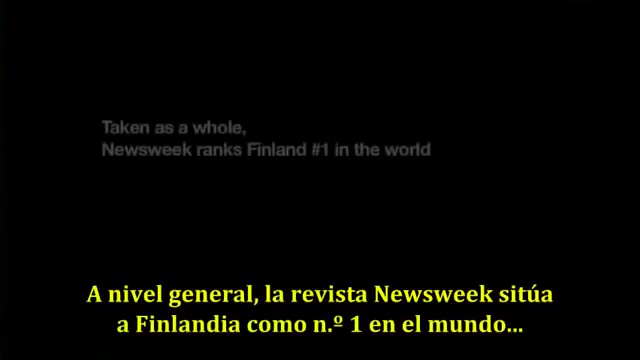 Taken as a whole,
Newsweek ranks Finland #1 in the world
A nivel general, la revista Newsweek sitúa
a Finlandia como n.º 1 en el mundo...